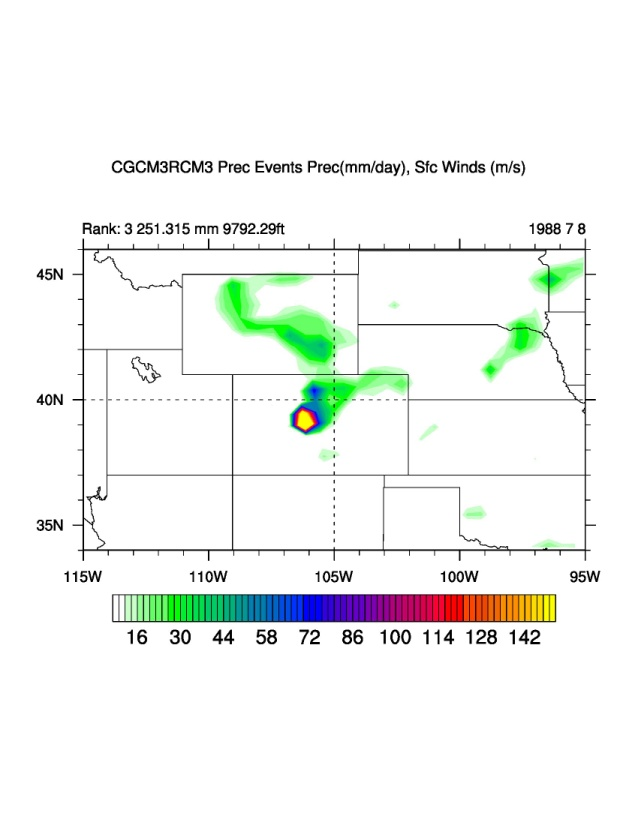 CGCM3RCM3 Prec Events Prec(mm/day), Sfc Winds (m/s)
Rank: 3 251.315 mm 9792.29ft 1988 7 8
45N
40N
35N
115W 110W 105W 100W 95W
16 30 44 58 72 86 100 114 128 142